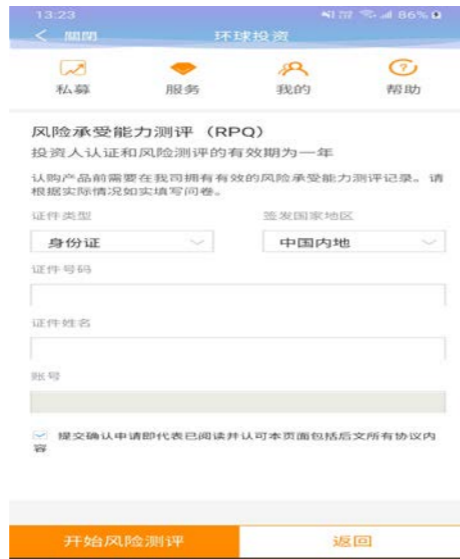 13:23
86%
< 關閉
环球投资
私募
服务
我的
帮助
风险承受能力测评（RPQ）
投资人认证和风险测评的有效期为一年
认购产品前需要在我司拥有有效的风险承受能力测评记录。请
根据实际情况如实填写问卷。
证件类型
签发国家地区
身份证
中国内地
证件号码
证件姓名
账号
提交确认申请即代表已阅读并认可本页面包括后文所有协议内
容
开始风险测评
返回